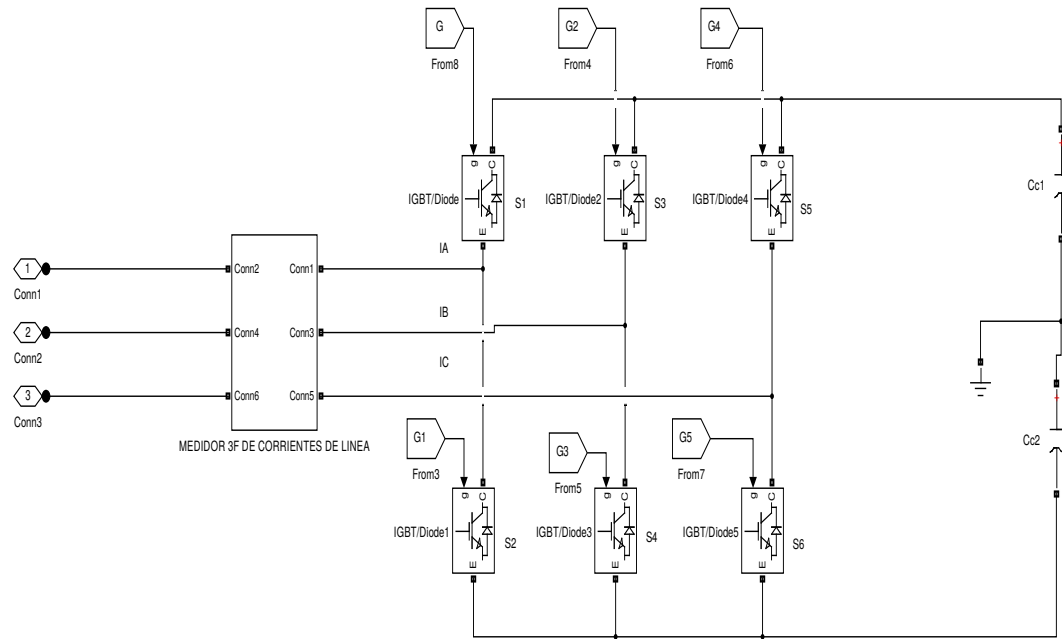 G
G2
G4
From8
From4
From6
g
C
g
C
g
C
IGBT/Diode
S1
IGBT/Diode2
S3
IGBT/Diode4
S5
Cc1
E
E
E
IA
1
Conn2
Conn1
Conn1
IB
2
Conn4
Conn3
Conn2
IC
3
Conn6
Conn5
Conn3
MEDIDOR 3F DE CORRIENTES DE LINEA
G1
G3
G5
Cc2
From3
From5
From7
g
C
g
C
g
C
IGBT/Diode1
S2
IGBT/Diode3
S4
IGBT/Diode5
S6
E
E
E